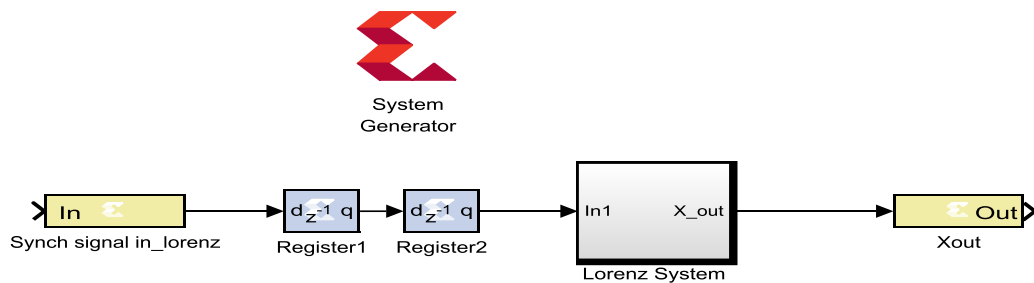 System
Generator
In
Synch signal in_lorenz
d z-1 q
Register1
d z-1 q
Register2
In1
X_out
Lorenz System
Out
Xout